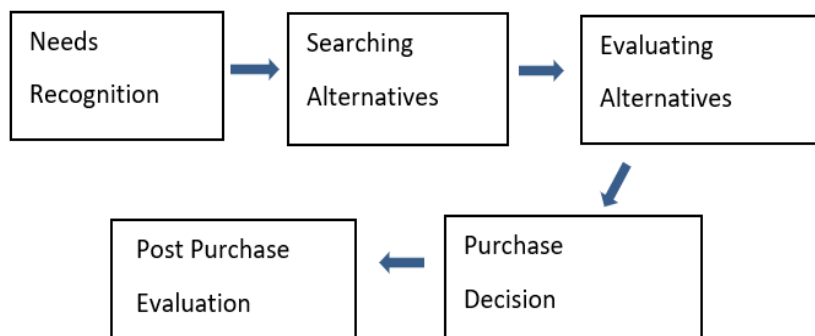 Needs
Recognition
Searching
Alternatives
Evaluating
Alternatives
Purchase
Decision
Post Purchase
Evaluation